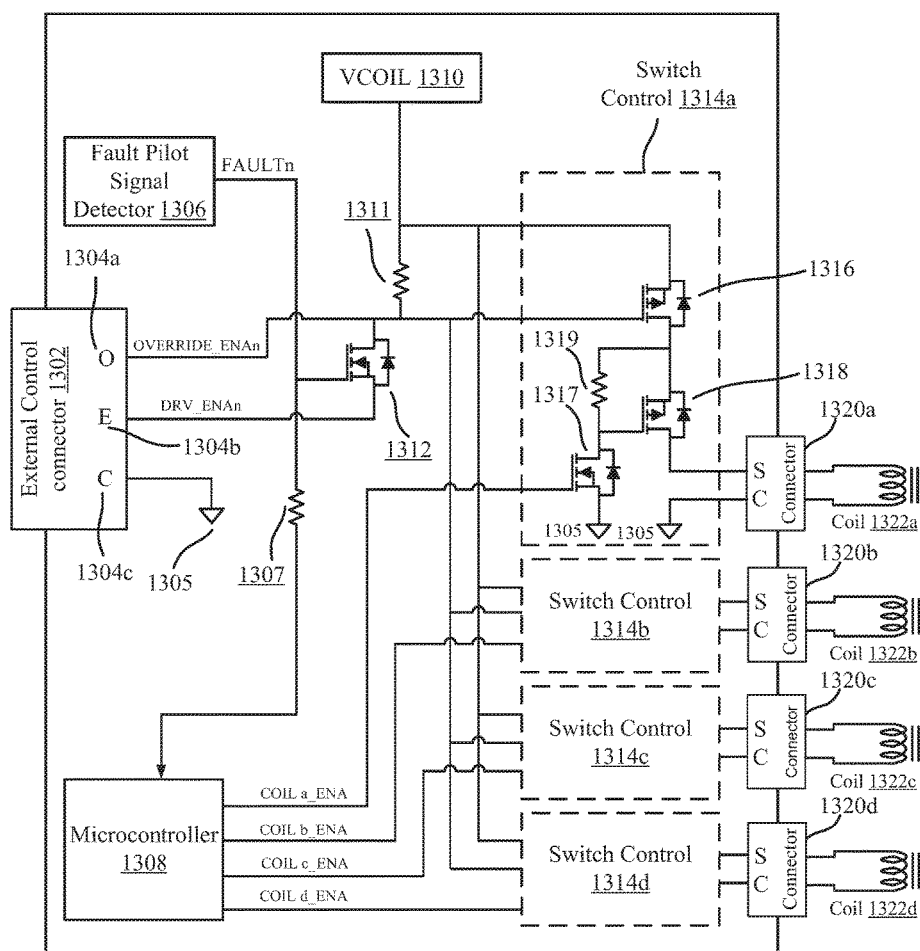 VCOIL 1310
Switch
Control 1314a
Fault Pilot
Signal
Detector 1306
FAULTn
1311
1304a
1316
External Control
connector 1302
O
OVERRIDE_ENAn
1319
1318
1317
E
DRV_ENAn
1304b
1312
1320a
C
S
C
Connector
1305
1305
Coil 1322a
1304c
1305
1307
1320b
Switch Control
1314b
S
C
Connector
Coil 1322b
1320c
Switch Control
1314c
S
C
Connector
Coil 1322c
1320d
Microcontroller
1308
COIL a_ENA
COIL b_ENA
COIL c_ENA
COIL d_ENA
Switch Control
1314d
S
C
Connector
Coil 1322d